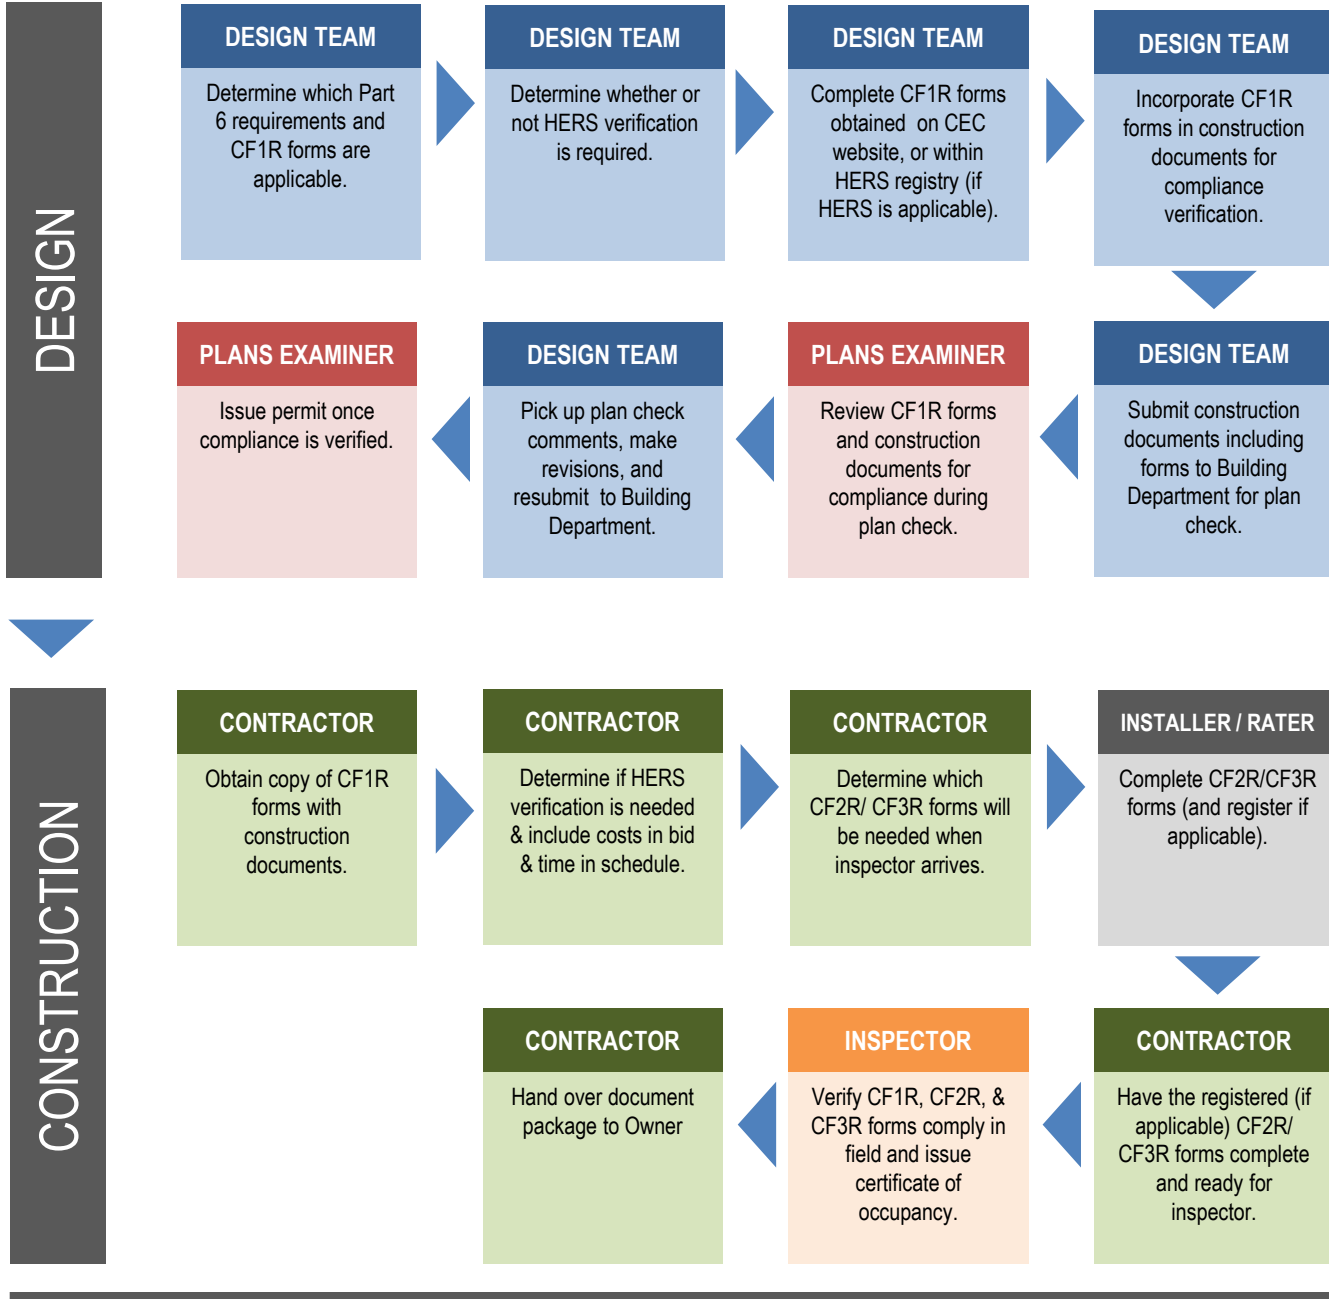 DESIGN
DESIGN TEAM
Determine which Part
6 requirements and
CF1R forms are
applicable.
DESIGN TEAM
Determine whether or
not HERS verification
is required.
DESIGN TEAM
Complete CF1R forms
obtained on CEC
website, or within
HERS registry (if
HERS is applicable).
DESIGN TEAM
Incorporate CF1R
forms in construction
documents for
compliance
verification.
DESIGN TEAM
Submit construction
documents including
forms to Building
Department for plan
check.
PLANS EXAMINER
Review CF1R forms
and construction
documents for
compliance during
plan check.
DESIGN TEAM
Pick up plan check
comments, make
revisions, and
resubmit to Building
Department.
PLANS EXAMINER
Issue permit once
compliance is verified.
CONSTRUCTION
CONTRACTOR
Obtain copy of CF1R
forms with
construction
documents.
CONTRACTOR
Determine if HERS
verification is needed
& include costs in bid
& time in schedule.
CONTRACTOR
Determine which
CF2R/ CF3R forms will
be needed when
inspector arrives.
INSTALLER / RATER
Complete CF2R/CF3R
forms (and register if
applicable).
CONTRACTOR
Have the registered (if
applicable) CF2R/
CF3R forms complete
and ready for
inspector.
INSPECTOR
Verify CF1R, CF2R, &
CF3R forms comply in
field and issue
certificate of
occupancy.
CONTRACTOR
Hand over document
package to Owner